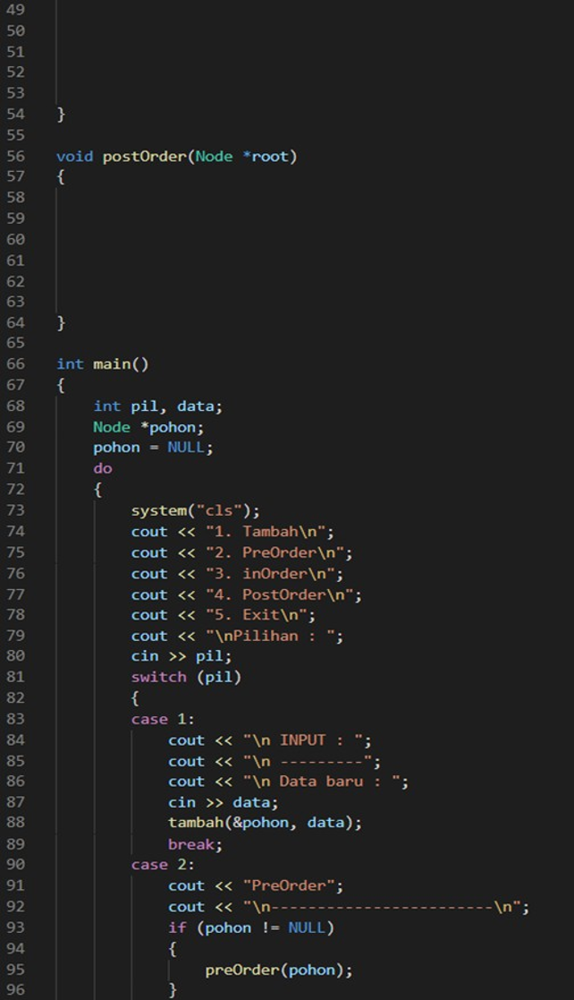 49
50
51
52
53
54 }
55
56 void postOrder(Node *root)
57 {
58
59
60
61
62
63
64 }
65
66 int main()
67 {
68     int pil, data;
69     Node *pohon;
70     pohon = NULL;
71     do
72     {
73         system("cls");
74         cout << "1. Tambah\n";
75         cout << "2. PreOrder\n";
76         cout << "3. inOrder\n";
77         cout << "4. PostOrder\n";
78         cout << "5. Exit\n";
79         cout << "\nPilihan : ";
80         cin >> pil;
81         switch (pil)
82         {
83         case 1:
84             cout << "\n INPUT : ";
85             cout << "\n ---------";
86             cout << "\n Data baru : ";
87             cin >> data;
88             tambah(&pohon, data);
89             break;
90         case 2:
91             cout << "PreOrder";
92             cout << "\n------------------------\n";
93             if (pohon != NULL)
94             {
95                 preOrder(pohon);
96             }